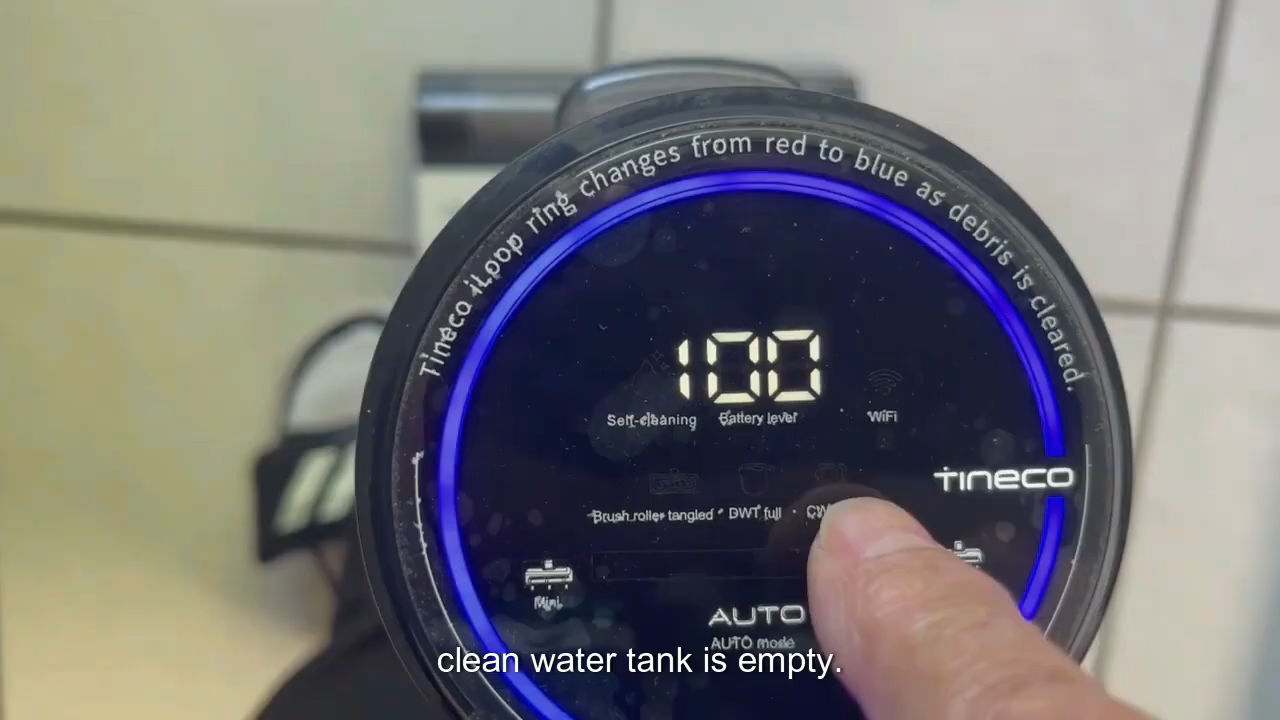 Tineco iLoop ring changes from red to blue as debris is cleared.
100
Self-cleaning Battery level WiFi
TINECO
Brush roller tangled • DWT full •
Mini
AUTO
AUTO mode
clean water tank is empty.